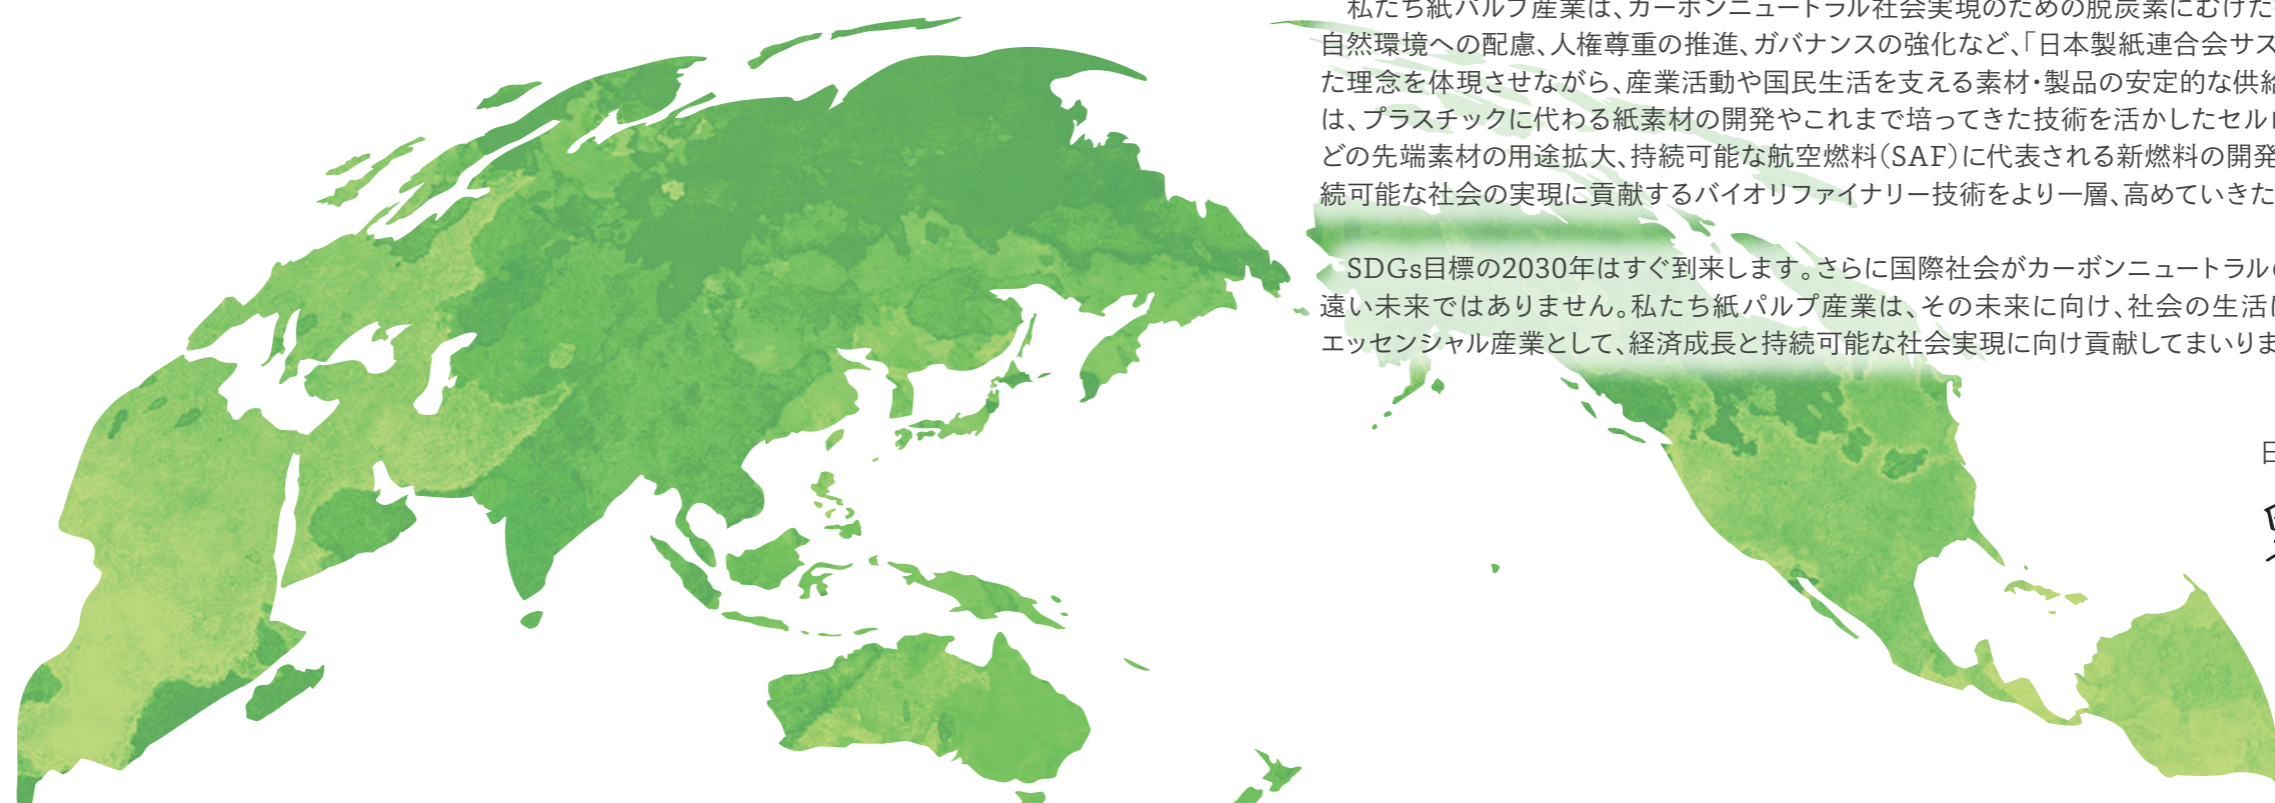 私たち紙パルプ産業は、カーボンニュートラル社会実現のための脱炭素にむけた
自然環境への配慮、人権尊重の推進、ガバナンスの強化など、「日本製紙連合会サス
た理念を体現させながら、産業活動や国民生活を支える素材・製品の安定的な供給
は、プラスチックに代わる紙素材の開発やこれまで培ってきた技術を活かしたセル
どの先端素材の用途拡大、持続可能な航空燃料（SAF）に代表される新燃料の開発
続可能な社会の実現に貢献するバイオリファイナリー技術をより一層、高めていきた
SDGs目標の2030年はすぐ到来します。さらに国際社会がカーボンニュートラル
遠い未来ではありません。私たち紙パルプ産業は、その未来に向け、社会の生活
エッセンシャル産業として、経済成長と持続可能な社会実現に向け貢献してまいりま